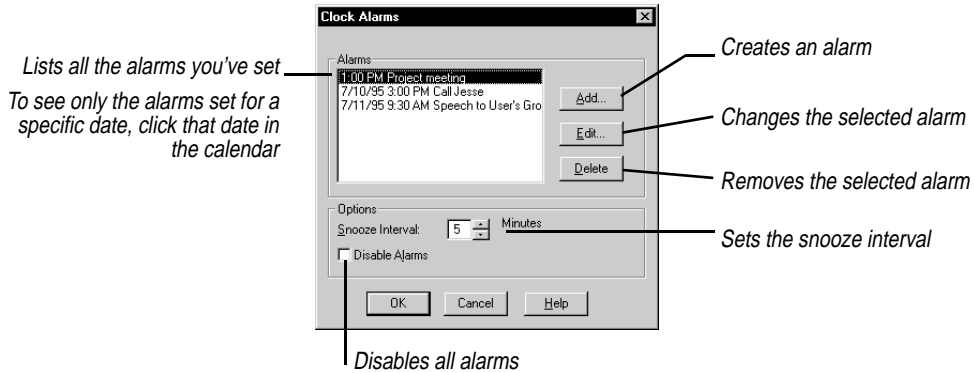 Clock Alarms
Lists all the alarms you've set
To see only the alarms set for a
specific date, click that date in
the calendar
Alarms
1:00 PM Project meeting
7/10/95 3:00 PM Call Jesse
7/11/95 9:30 AM Speech to User's Gro
Add...
Edit...
Delete
Creates an alarm
Changes the selected alarm
Removes the selected alarm
Options
Snooze Interval: 5 Minutes
Sets the snooze interval
Disable Alarms
OK Cancel Help
Disables all alarms